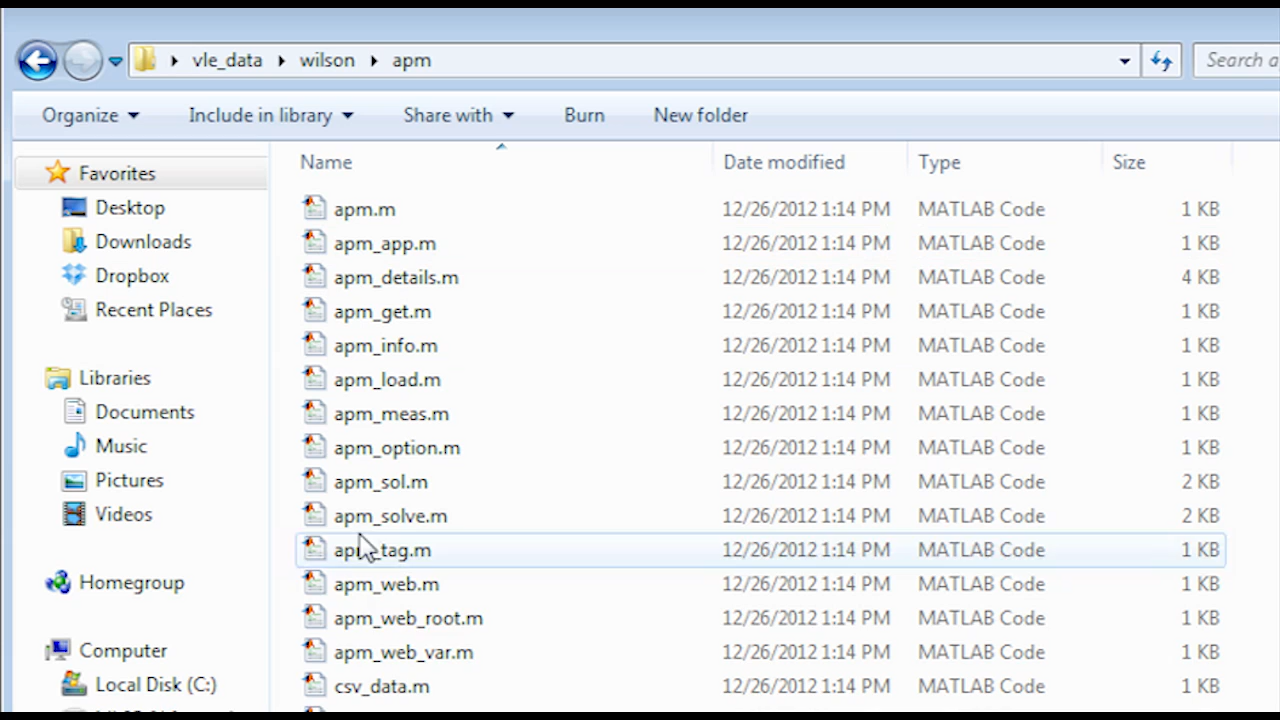 vle_data wilson apm
Search a
Organize Include in library Share with Burn New folder
Name Date modified Type Size
Favorites
Desktop
Downloads
Dropbox
Recent Places
Libraries
Documents
Music
Pictures
Videos
Homegroup
Computer
Local Disk (C:)
apm.m 12/26/2012 1:14 PM MATLAB Code 1 KB
apm_app.m 12/26/2012 1:14 PM MATLAB Code 1 KB
apm_details.m 12/26/2012 1:14 PM MATLAB Code 4 KB
apm_get.m 12/26/2012 1:14 PM MATLAB Code 1 KB
apm_info.m 12/26/2012 1:14 PM MATLAB Code 1 KB
apm_load.m 12/26/2012 1:14 PM MATLAB Code 1 KB
apm_meas.m 12/26/2012 1:14 PM MATLAB Code 1 KB
apm_option.m 12/26/2012 1:14 PM MATLAB Code 1 KB
apm_sol.m 12/26/2012 1:14 PM MATLAB Code 2 KB
apm_solve.m 12/26/2012 1:14 PM MATLAB Code 2 KB
apm_tag.m 12/26/2012 1:14 PM MATLAB Code 1 KB
apm_web.m 12/26/2012 1:14 PM MATLAB Code 1 KB
apm_web_root.m 12/26/2012 1:14 PM MATLAB Code 1 KB
apm_web_var.m 12/26/2012 1:14 PM MATLAB Code 1 KB
csv_data.m 12/26/2012 1:14 PM MATLAB Code 1 KB